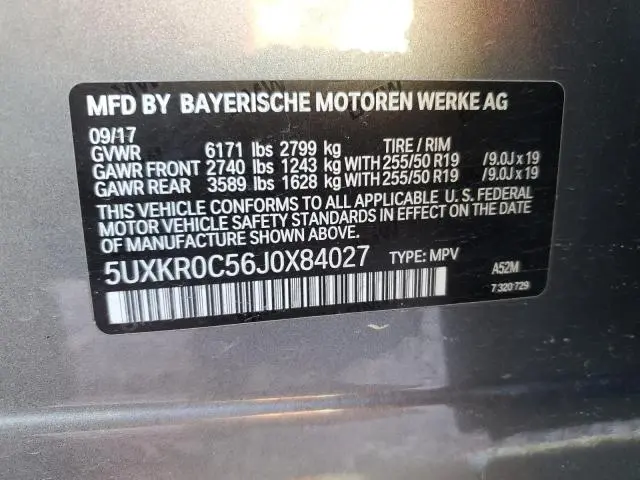 MFD BY BAYERISCHE MOTOREN WERKE AG
09/17
GVWR 6171 lbs 2799 kg TIRE / RIM
GAWR FRONT 2740 lbs 1243 kg WITH 255/50 R19 /9.0J x 19
GAWR REAR 3589 lbs 1628 kg WITH 255/50 R19 /9.0J x 19
THIS VEHICLE CONFORMS TO ALL APPLICABLE U. S. FEDERAL
MOTOR VEHICLE SAFETY STANDARDS IN EFFECT ON THE DATE
OF MANUFACTURE SHOWN ABOVE.
5UXKR0C56J0X84027 TYPE: MPV A52M
7 320 729